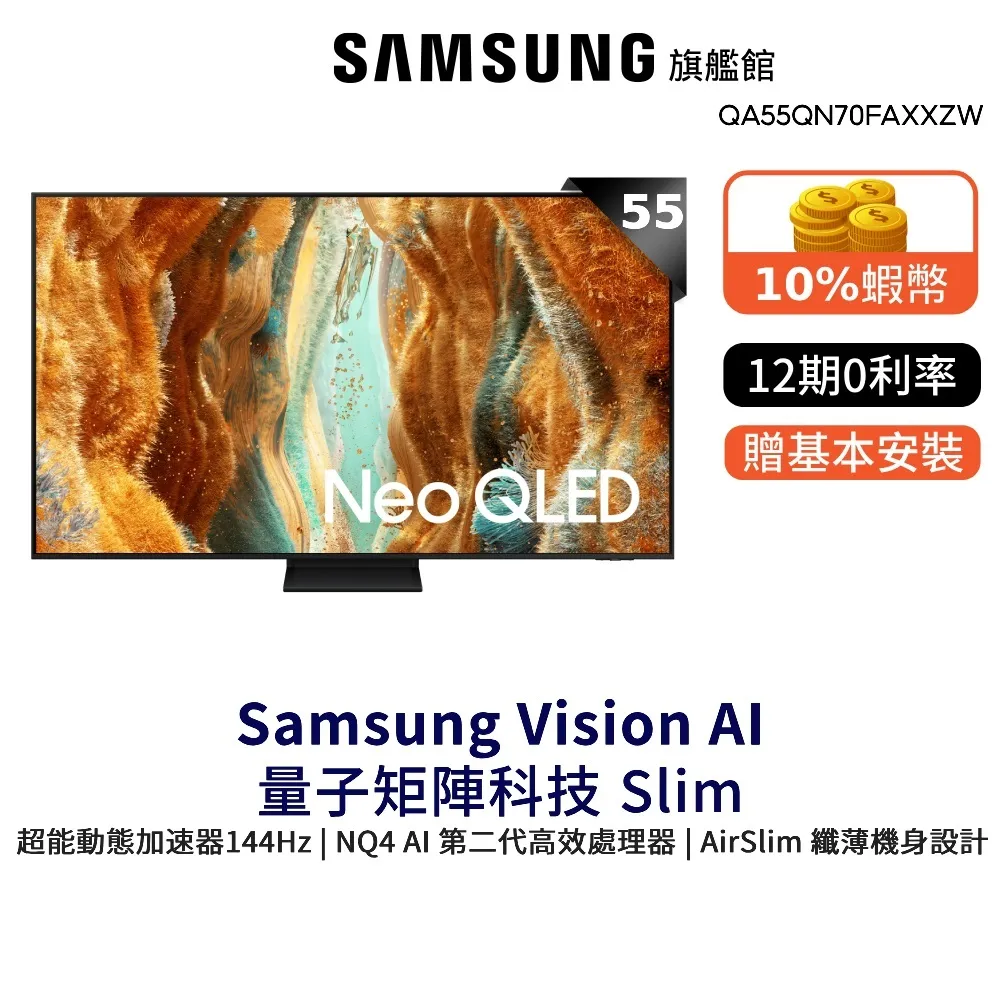 SAMSUNG 旗艦館
QA55QN70FAXXZW
55
10%蝦幣
12期0利率
贈基本安裝
Neo QLED
Samsung Vision AI
量子矩陣科技 Slim
超能動態加速器144Hz | NQ4 AI 第二代高效處理器 | AirSlim 纖薄機身設計